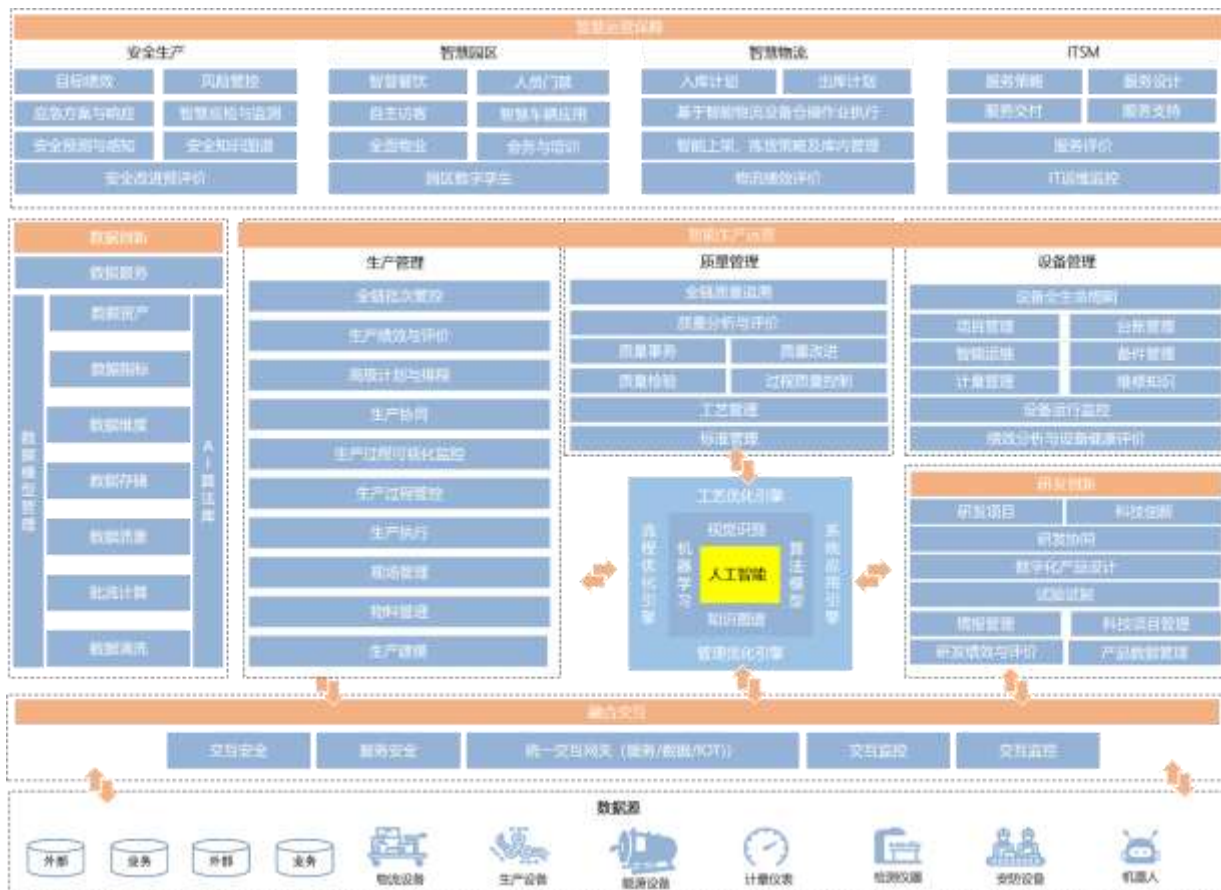 智慧运营保障
安全生产
智慧园区
智慧物流
ITSM
目标绩效
风险管控
智慧餐饮
人员门禁
入库计划
出库计划
服务策略
服务设计
应急方案与响应
智慧巡检与监测
自主访客
智慧车辆应用
基于智能物流设备仓储作业执行
服务交付
服务支持
安全预测与感知
安全知识图谱
全面物业
会务与培训
智能上架、拣选策略及库内管理
服务评价
安全改进预评价
园区数字孪生
物流绩效评价
IT运维监控
数据创新
数据服务
数据模型管理
数据资产
数据指标
数据维度
数据存储
数据质量
批流计算
数据清洗
AI算法库
智能生产运营
生产管理
全链批次管控
生产绩效与评价
高级计划与排程
生产协同
生产过程可视化监控
生产过程管控
生产执行
现场管理
物料管理
生产建模
质量管理
全链质量追溯
质量分析与评价
质量事务
质量改进
质量检验
过程质量控制
工艺管理
标准管理
设备管理
设备全生命周期
项目管理
台账管理
智能运维
备件管理
计量管理
维修知识
设备运行监控
绩效分析与设备健康评价
工艺优化引擎
流程优化引擎
视觉识别
机器学习
人工智能
算法模型
知识图谱
系统应用引擎
管理优化引擎
研发创新
研发项目
科技创新
研发协同
数字化产品设计
试验试制
情报管理
科技项目管理
研发绩效与评价
产品数据管理
融合交互
交互安全
服务安全
统一交互网关（服务/数据/IOT））
交互监控
交互监控
数据源
外部
业务
外部
业务
物流设备
生产设备
能源设备
计量仪表
检测仪器
安防设备
机器人